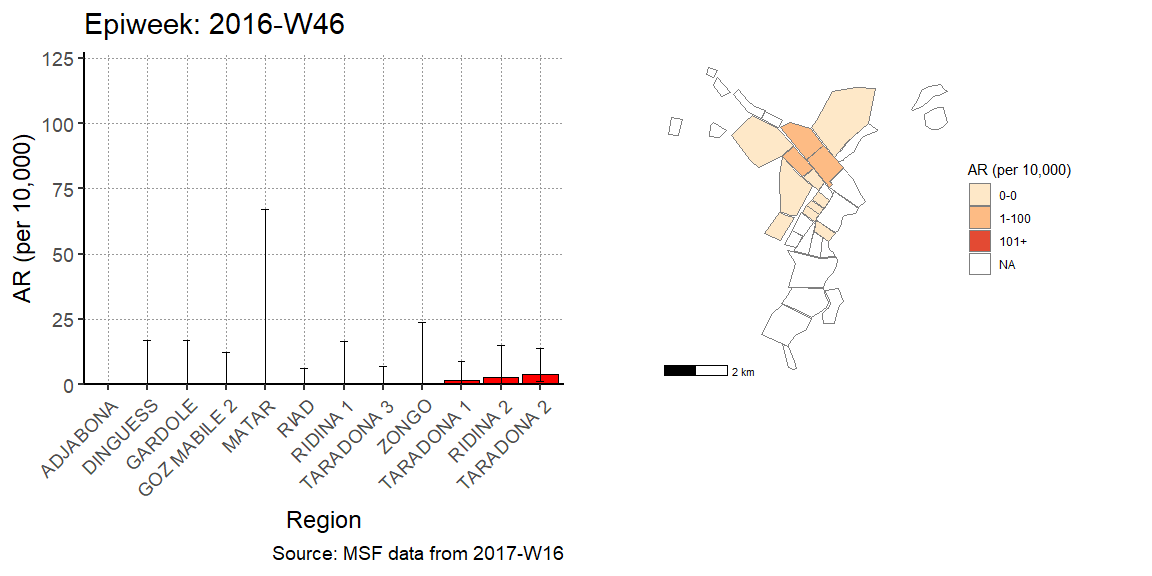 Epiweek: 2016-W46
AR (per 10,000)
125
100
75
50
25
0
ADJABONA
DINGUESS
GARDOLE
GOZ MABILE 2
MATAR
RIAD
RIDINA 1
TARADONA 3
ZONGO
TARADONA 1
RIDINA 2
TARADONA 2
Region
Source: MSF data from 2017-W16
AR (per 10,000)
0-0
1-100
101+
NA
2 km